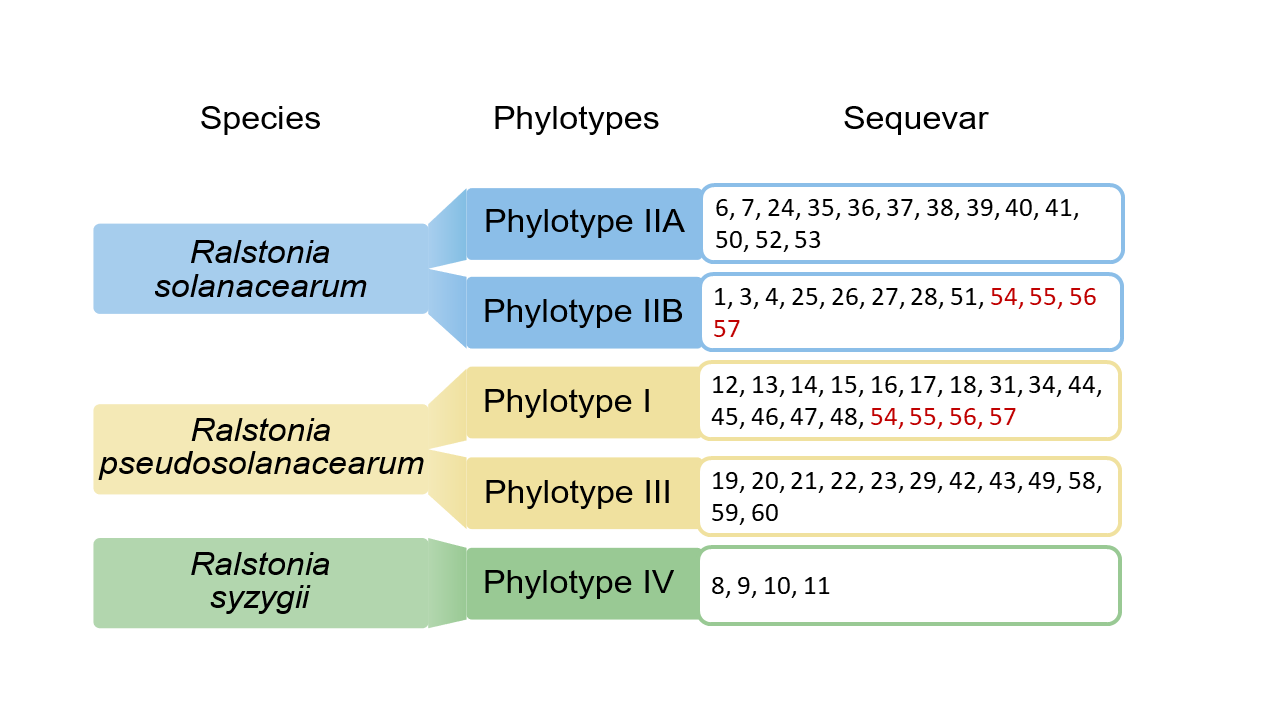 Species
Phylotypes
Sequevar
Ralstonia
solanacearum
Phylotype IIA
6, 7, 24, 35, 36, 37, 38, 39, 40, 41,
50, 52, 53
Phylotype IIB
1, 3, 4, 25, 26, 27, 28, 51, 54, 55, 56
57
Ralstonia
pseudosolanacearum
Phylotype I
12, 13, 14, 15, 16, 17, 18, 31, 34, 44,
45, 46, 47, 48, 54, 55, 56, 57
Phylotype III
19, 20, 21, 22, 23, 29, 42, 43, 49, 58,
59, 60
Ralstonia
syzygii
Phylotype IV
8, 9, 10, 11